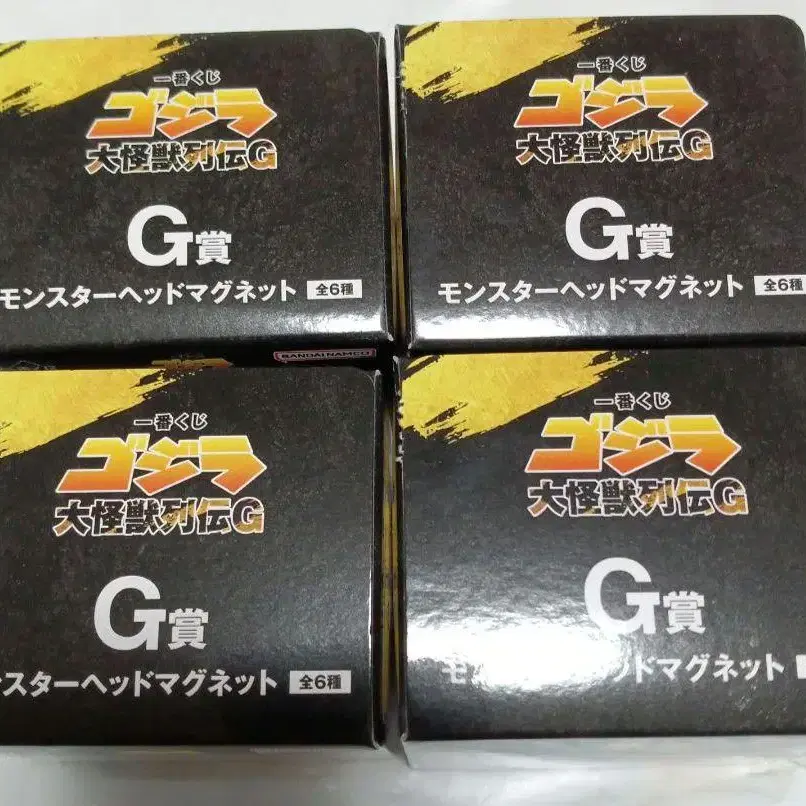 一番くじ
ゴジラ
大怪獣列伝G
G賞
モンスターヘッドマグネット 全6種
一番くじ
ゴジラ
大怪獣列伝G
G賞
モンスターヘッドマグネット 全6種
BANDAI NAMCO
一番くじ
ゴジラ
大怪獣列伝G
G賞
スターヘッドマグネット 全6種
一番くじ
ゴジラ
大怪獣列伝G
G賞
モンスターヘッドマグネット